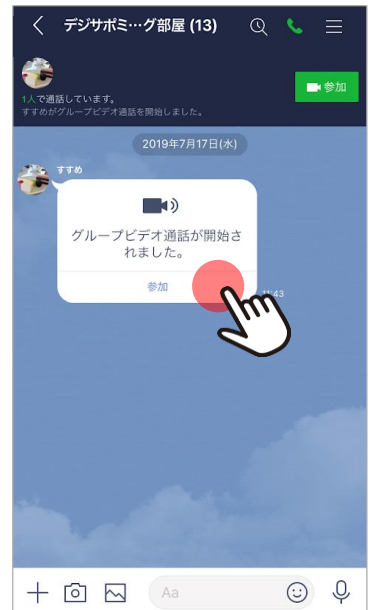 デジサポミ…グ部屋 (13)
1人で通話しています。
すすめがグループビデオ通話を開始しました。
参加
2019年7月17日(水)
すすめ
グループビデオ通話が開始さ
れました。
参加
11:43
Aa